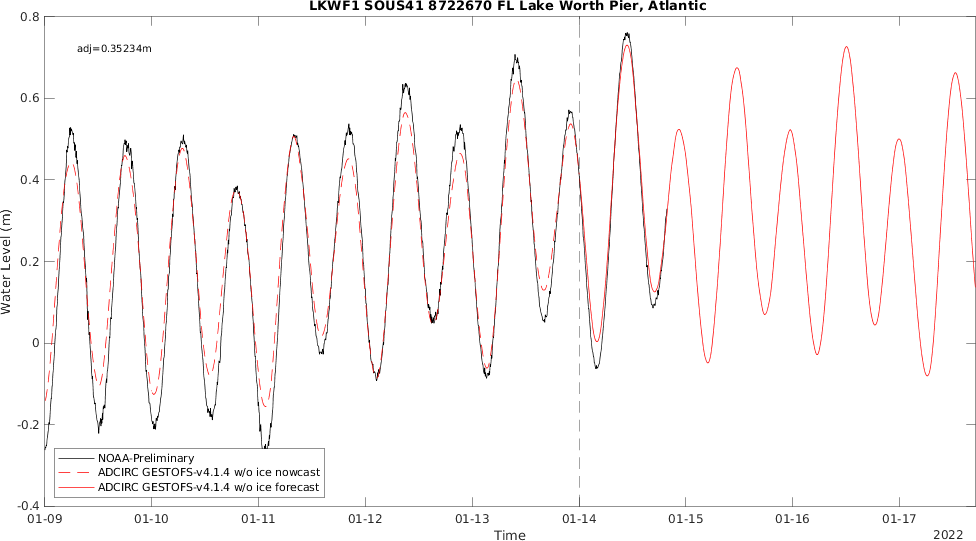 LKWF1 SOUS41 8722670 FL Lake Worth Pier, Atlantic
0.8
adj=0.35234m
0.6
0.4
0.2
0
-0.2
-0.4
Water Level (m)
NOAA-Preliminary
ADCIRC GESTOFS-v4.1.4 w/o ice nowcast
ADCIRC GESTOFS-v4.1.4 w/o ice forecast
01-09 01-10 01-11 01-12 01-13 01-14 01-15 01-16 01-17
Time
2022